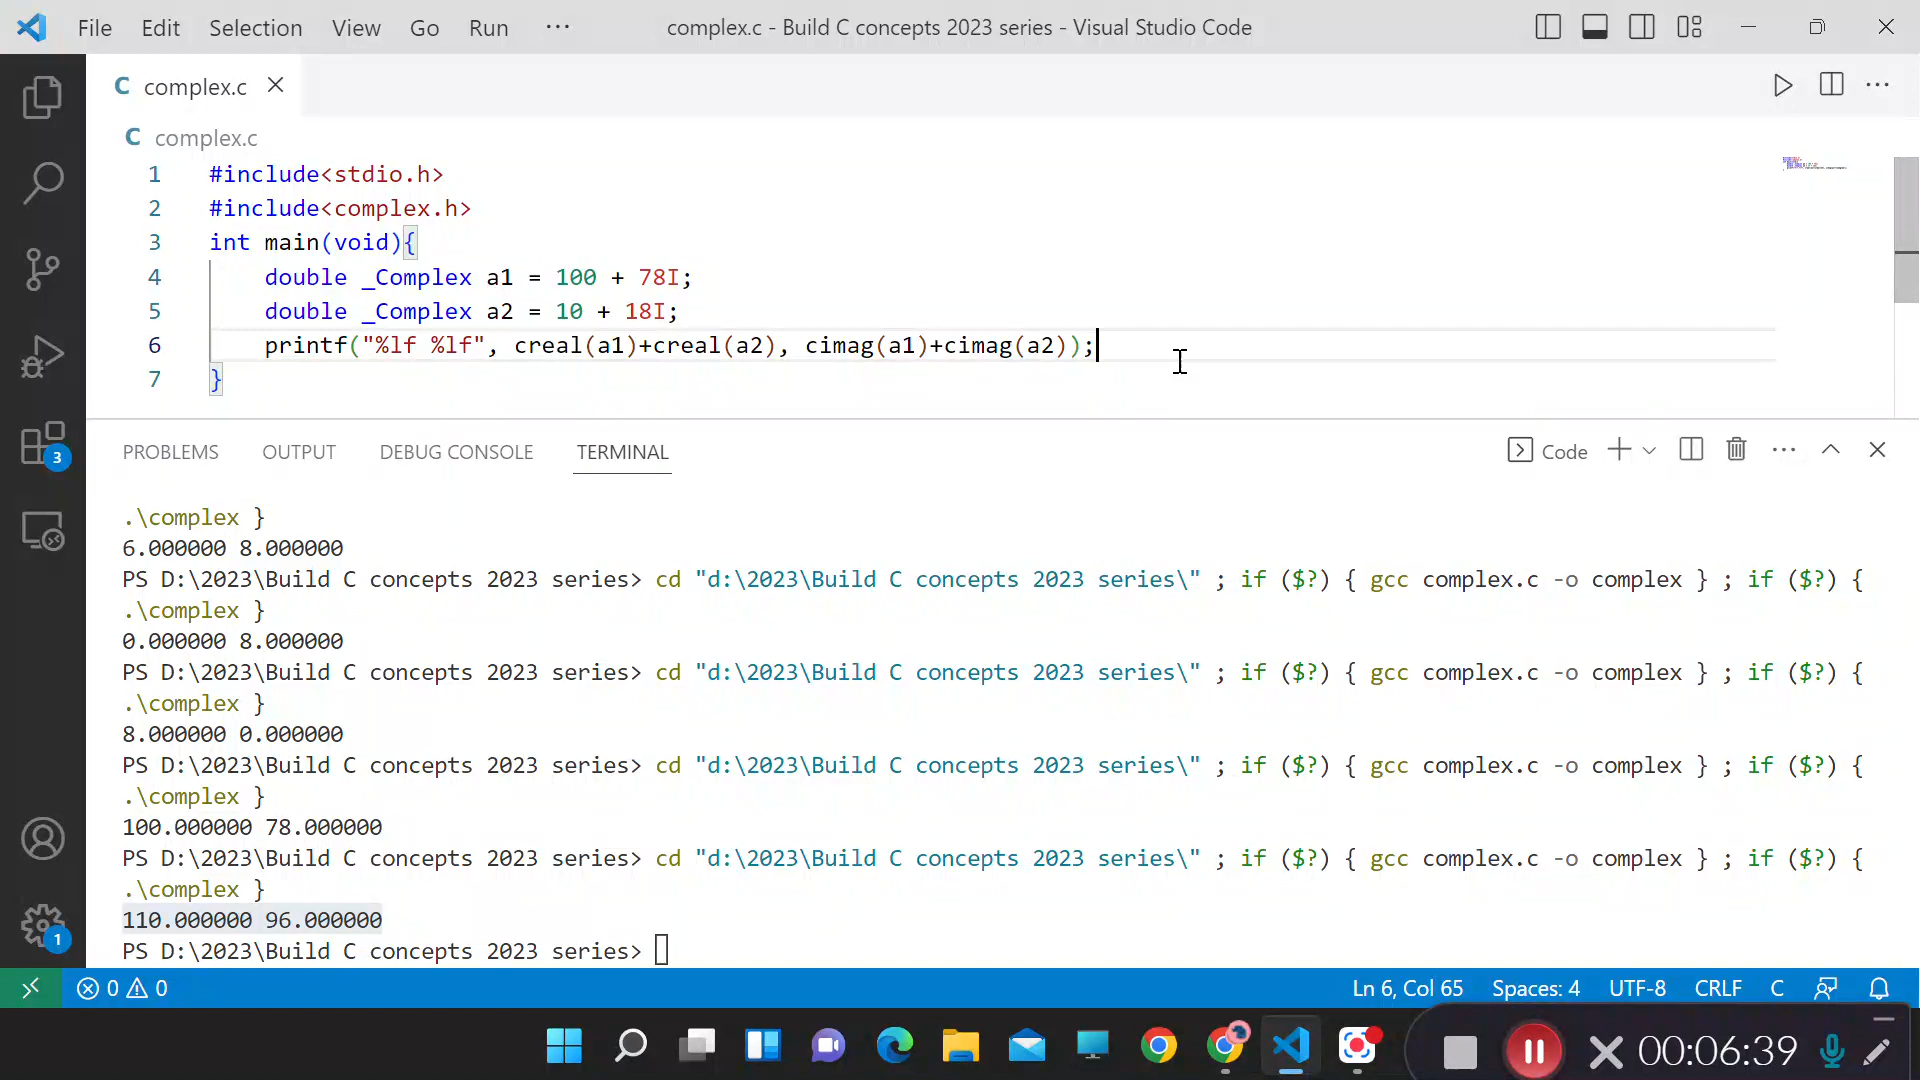 File Edit Selection View Go Run ··· complex.c - Build C concepts 2023 series - Visual Studio Code
C complex.c
C complex.c
1 #include<stdio.h>
2 #include<complex.h>
3 int main(void){
4 double _Complex a1 = 100 + 78I;
5 double _Complex a2 = 10 + 18I;
6 printf("%lf %lf", creal(a1)+creal(a2), cimag(a1)+cimag(a2));
7 }
PROBLEMS OUTPUT DEBUG CONSOLE TERMINAL Code
.\complex }
6.000000 8.000000
PS D:\2023\Build C concepts 2023 series> cd "d:\2023\Build C concepts 2023 series\" ; if ($?) { gcc complex.c -o complex } ; if ($?) {
.\complex }
0.000000 8.000000
PS D:\2023\Build C concepts 2023 series> cd "d:\2023\Build C concepts 2023 series\" ; if ($?) { gcc complex.c -o complex } ; if ($?) {
.\complex }
8.000000 0.000000
PS D:\2023\Build C concepts 2023 series> cd "d:\2023\Build C concepts 2023 series\" ; if ($?) { gcc complex.c -o complex } ; if ($?) {
.\complex }
100.000000 78.000000
PS D:\2023\Build C concepts 2023 series> cd "d:\2023\Build C concepts 2023 series\" ; if ($?) { gcc complex.c -o complex } ; if ($?) {
.\complex }
110.000000 96.000000
PS D:\2023\Build C concepts 2023 series>
3
1
0 0 Ln 6, Col 65 Spaces: 4 UTF-8 CRLF C
00:06:39